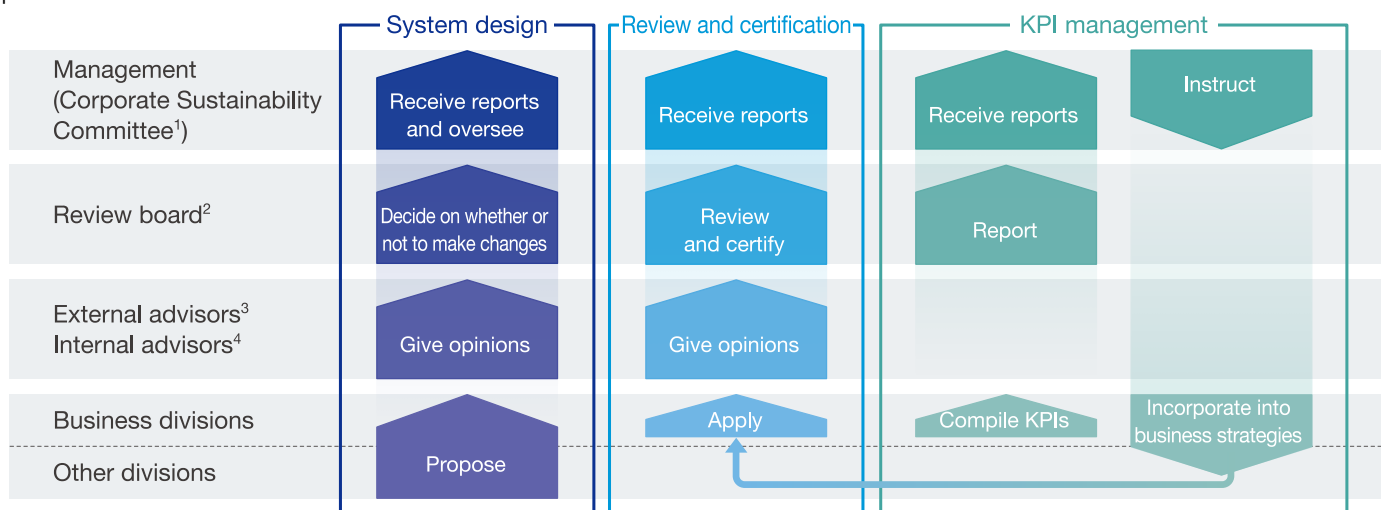 System design
Review and certification
KPI management
Management
(Corporate Sustainability
Committee¹)
Receive reports
and oversee
Receive reports
Receive reports
Instruct
Review board²
Decide on whether or
not to make changes
Review
and certify
Report
External advisors³
Internal advisors⁴
Give opinions
Give opinions
Business divisions
Apply
Compile KPIs
Incorporate into
business strategies
Other divisions
Propose